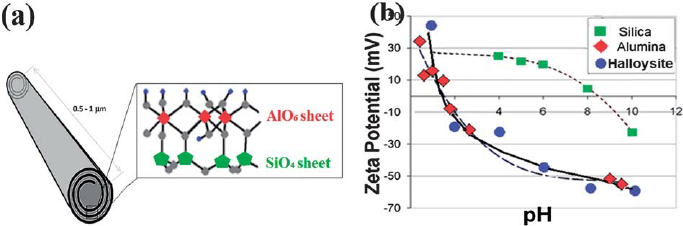 (a)
0.5 - 1 µm
AlO₆ sheet
SiO₄ sheet
(b)
Zeta Potential (mV)
50
30
10
-10
-30
-50
-70
0
2
4
6
8
10
12
pH
Silica
Alumina
Halloysite